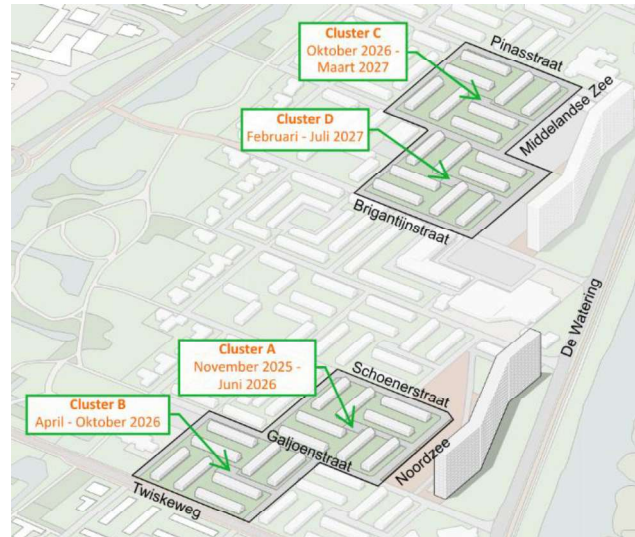 Cluster C
Oktober 2026 -
Maart 2027
Pinasstraat
Middelandse Zee
Cluster D
Februari - Juli 2027
Brigantijnstraat
De Watering
Cluster A
November 2025 -
Juni 2026
Schoenerstraat
Cluster B
April - Oktober 2026
Galjoenstraat
Noordzee
Twiskeweg